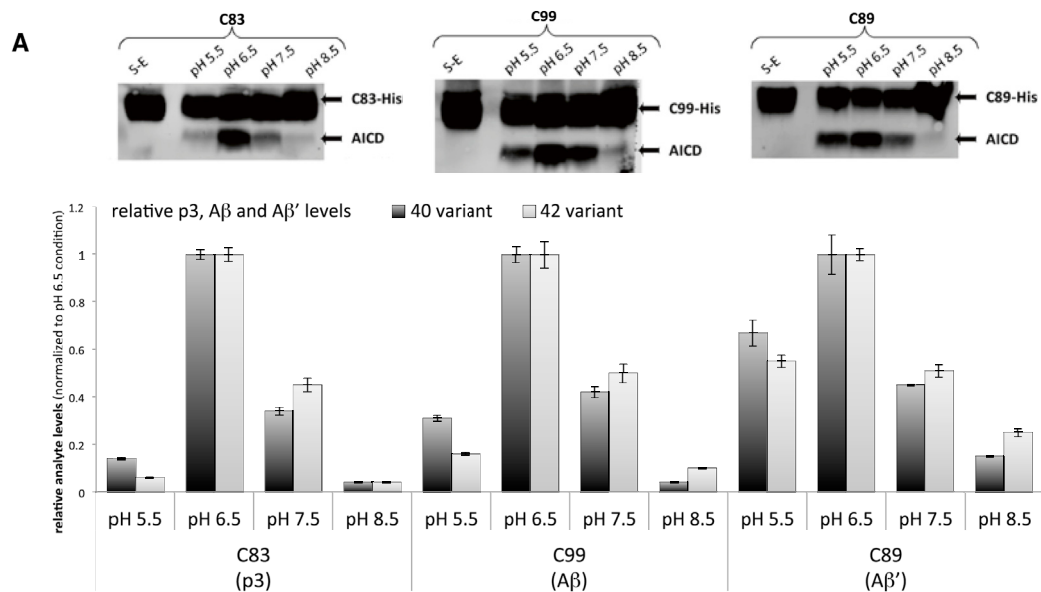 A
C83
S-E pH 5.5 pH 6.5 pH 7.5 pH 8.5
C83-His
AICD
C99
S-E pH 5.5 pH 6.5 pH 7.5 pH 8.5
C99-His
AICD
C89
S-E pH 5.5 pH 6.5 pH 7.5 pH 8.5
C89-His
AICD
relative analyte levels (normalized to pH 6.5 condition)
relative p3, Aβ and Aβ’ levels 40 variant 42 variant
1.2
1
0.8
0.6
0.4
0.2
0
pH 5.5 pH 6.5 pH 7.5 pH 8.5 pH 5.5 pH 6.5 pH 7.5 pH 8.5 pH 5.5 pH 6.5 pH 7.5 pH 8.5
C83 C99 C89
(p3) (Aβ) (Aβ’)